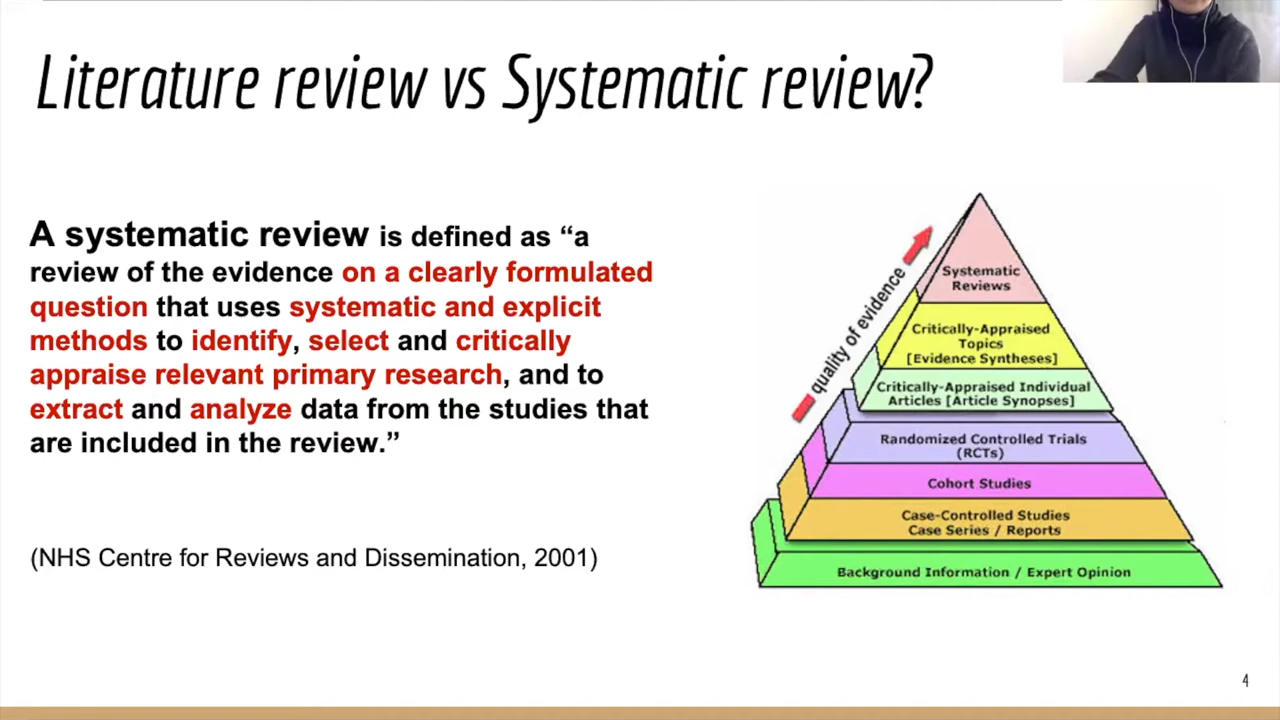 Literature review vs Systematic review?
A systematic review is defined as “a
review of the evidence on a clearly formulated
question that uses systematic and explicit
methods to identify, select and critically
appraise relevant primary research, and to
extract and analyze data from the studies that
are included in the review.”
(NHS Centre for Reviews and Dissemination, 2001)
quality of evidence
Systematic
Reviews
Critically-Appraised
Topics
[Evidence Syntheses]
Critically-Appraised Individual
Articles [Article Synopses]
Randomized Controlled Trials
(RCTs)
Cohort Studies
Case-Controlled Studies
Case Series / Reports
Background Information / Expert Opinion
4